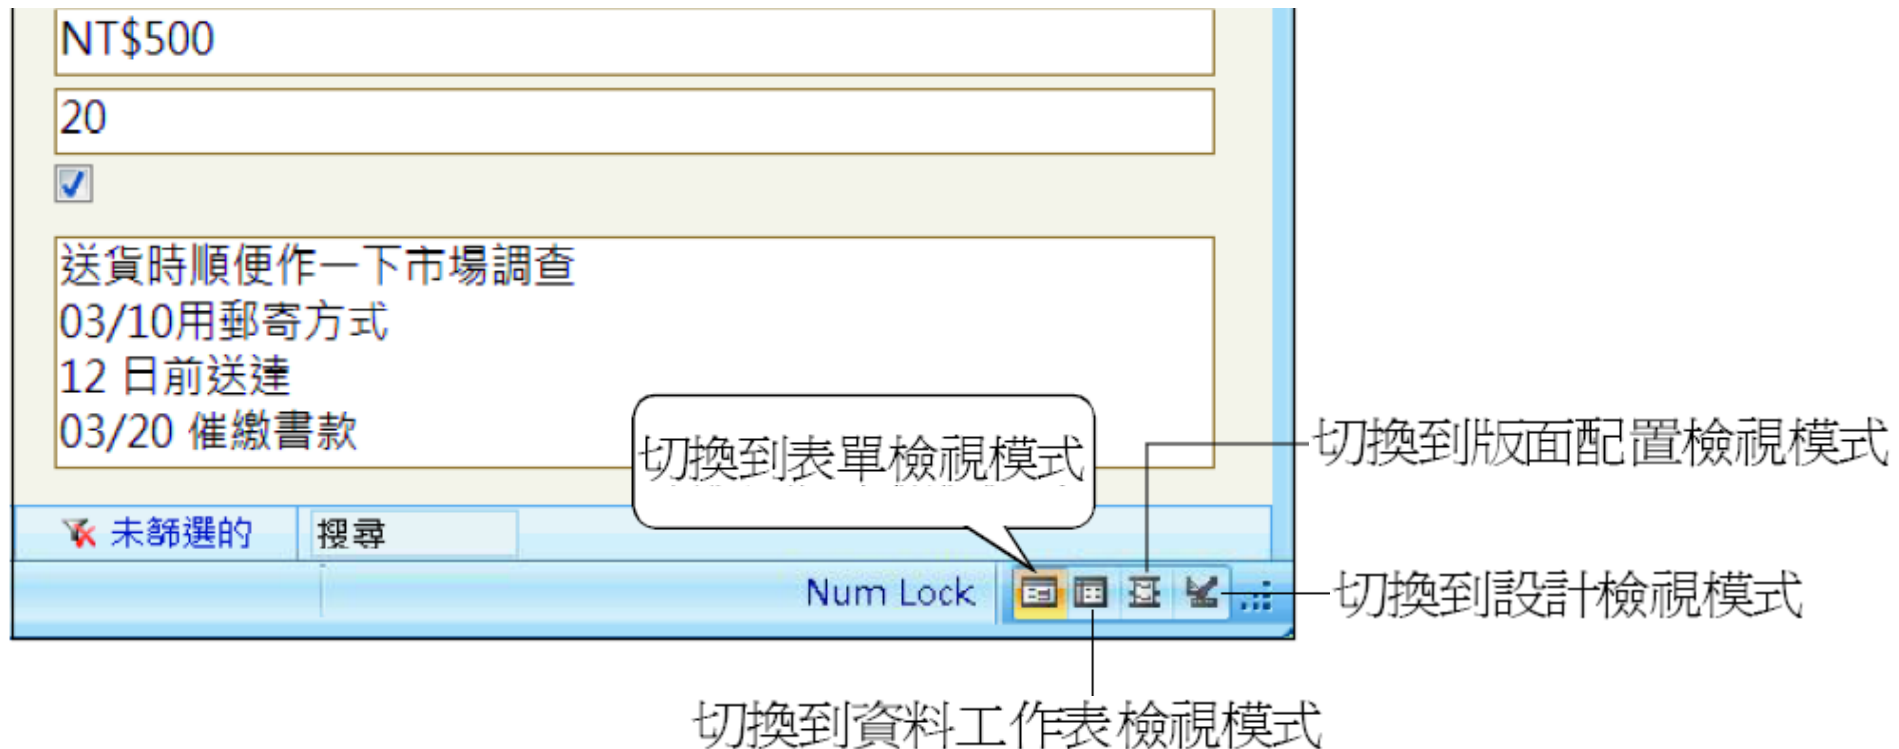 NT$500
20
送貨時順便作一下市場調查
03/10用郵寄方式
12 日前送達
03/20 催繳書款
切換到表單檢視模式
切換到版面配置檢視模式
未篩選的
搜尋
Num Lock
切換到設計檢視模式
切換到資料工作表檢視模式